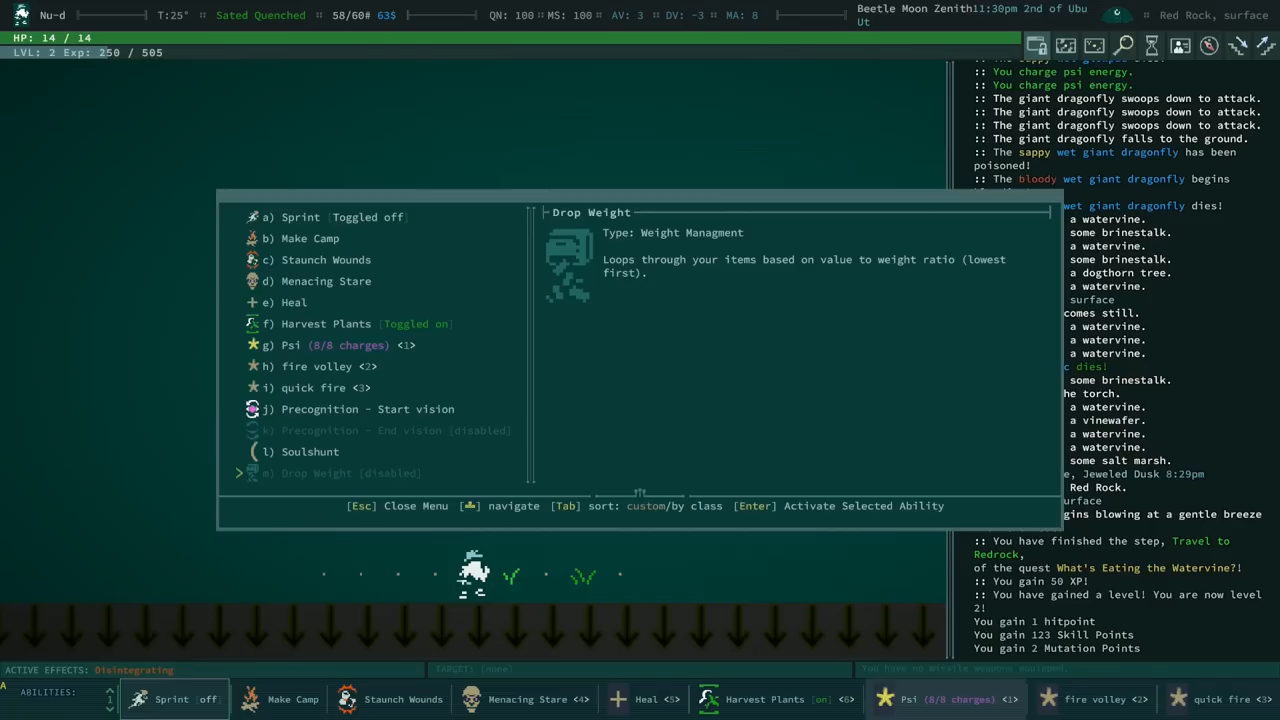 Nu-d T:25° :: Sated Quenched :: 58/60# 63$ QN: 100 :: MS: 100 :: AV: 3 :: DV: -3 :: MA: 8 Beetle Moon Zenith 11:30pm 2nd of Ubu Ut :: Red Rock, surface
HP: 14 / 14
LVL: 2 Exp: 250 / 505
:: You charge psi energy.
:: You charge psi energy.
:: The giant dragonfly swoops down to attack.
:: The giant dragonfly swoops down to attack.
:: The giant dragonfly swoops down to attack.
:: The giant dragonfly falls to the ground.
:: The sappy wet giant dragonfly has been
poisoned!
:: The bloody wet giant dragonfly begins
wet giant dragonfly dies!
a watervine.
some brinestalk.
a watervine.
some brinestalk.
a dogthorn tree.
a watervine.
surface
comes still.
a watervine.
a watervine.
a watervine.
dies!
some brinestalk.
he torch.
a watervine.
a vinewafer.
a watervine.
a watervine.
some salt marsh.
e, Jeweled Dusk 8:29pm
Red Rock.
urface
gins blowing at a gentle breeze
:: You have finished the step, Travel to
Redrock,
of the quest What's Eating the Watervine?!
:: You gain 50 XP!
:: You have gained a level! You are now level
2!
You gain 1 hitpoint
You gain 123 Skill Points
You gain 2 Mutation Points
a) Sprint [Toggled off]
b) Make Camp
c) Staunch Wounds
d) Menacing Stare
e) Heal
f) Harvest Plants [Toggled on]
g) Psi (8/8 charges) <1>
h) fire volley <2>
i) quick fire <3>
j) Precognition - Start vision
k) Precognition - End vision [disabled]
l) Soulshunt
> m) Drop Weight [disabled]
Drop Weight
Type: Weight Managment
Loops through your items based on value to weight ratio (lowest
first).
[Esc] Close Menu navigate [Tab] sort: custom/by class [Enter] Activate Selected Ability
ACTIVE EFFECTS: Disintegrating TARGET: [none] You have no missile weapons equipped.
A ABILITIES: 1 Sprint [off] Make Camp Staunch Wounds Menacing Stare <4> Heal <5> Harvest Plants [on] <6> Psi (8/8 charges) <1> fire volley <2> quick fire <3>